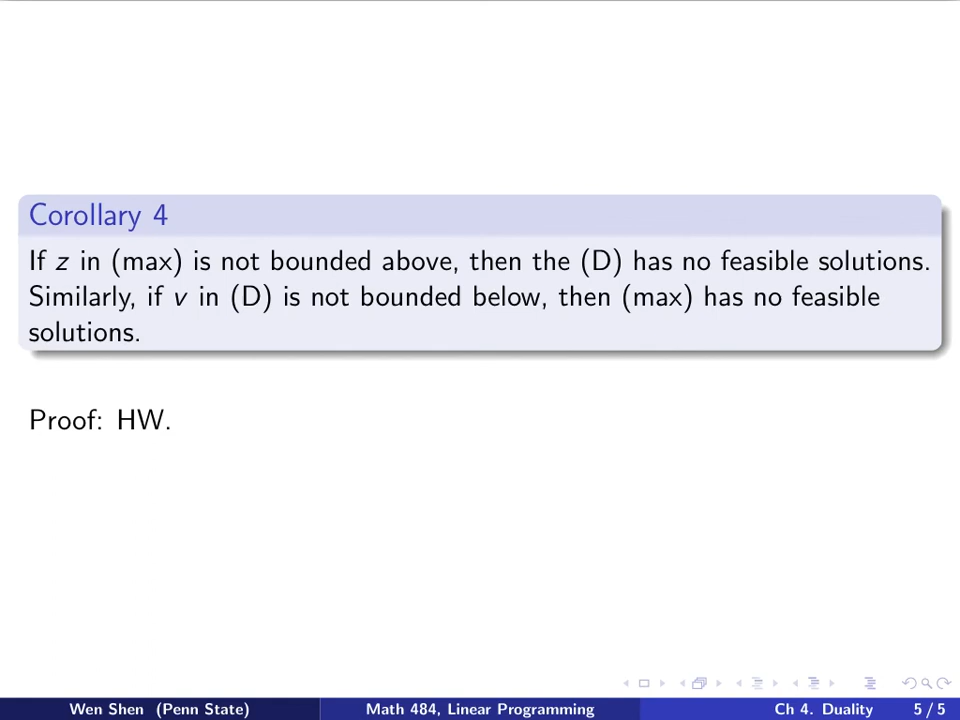 Corollary 4
If z in (max) is not bounded above, then the (D) has no feasible solutions.
Similarly, if v in (D) is not bounded below, then (max) has no feasible
solutions.
Proof: HW.
Wen Shen (Penn State) Math 484, Linear Programming Ch 4. Duality 5 / 5